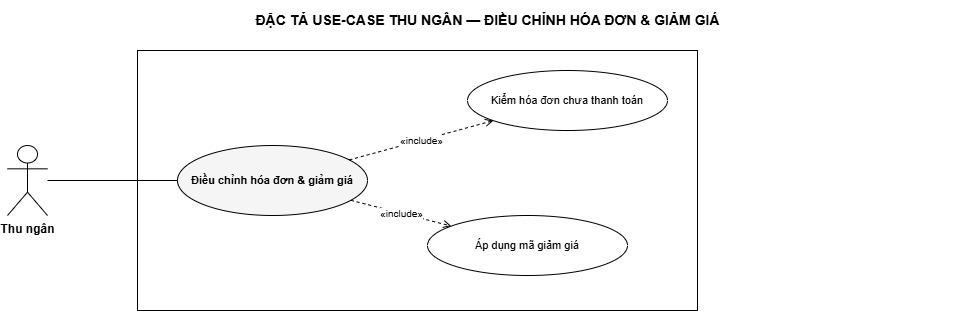 ĐẶC TẢ USE-CASE THU NGÂN — ĐIỀU CHỈNH HÓA ĐƠN & GIẢM GIÁ
Kiểm hóa đơn chưa thanh toán
«include»
Điều chỉnh hóa đơn & giảm giá
«include»
Thu ngân
Áp dụng mã giảm giá